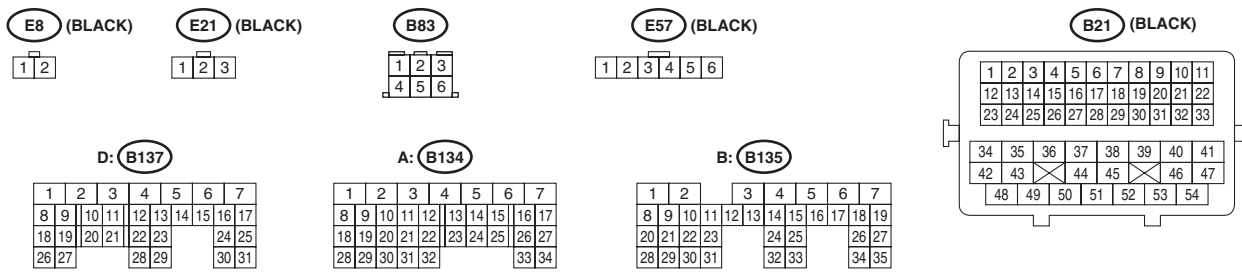 E8 (BLACK)
1 2
E21 (BLACK)
1 2 3
B83
1 2 3
4 5 6
E57 (BLACK)
1 2 3 4 5 6
B21 (BLACK)
1 2 3 4 5 6 7 8 9 10 11
12 13 14 15 16 17 18 19 20 21 22
23 24 25 26 27 28 29 30 31 32 33
34 35 36 37 38 39 40 41
42 43 44 45 46 47
48 49 50 51 52 53 54
D: B137
1 2 3 4 5 6 7
8 9 10 11 12 13 14 15 16 17
18 19 20 21 22 23 24 25
26 27 28 29 30 31
A: B134
1 2 3 4 5 6 7
8 9 10 11 12 13 14 15 16 17
18 19 20 21 22 23 24 25 26 27
28 29 30 31 32 33 34
B: B135
1 2 3 4 5 6 7
8 9 10 11 12 13 14 15 16 17 18 19
20 21 22 23 24 25 26 27
28 29 30 31 32 33 34 35